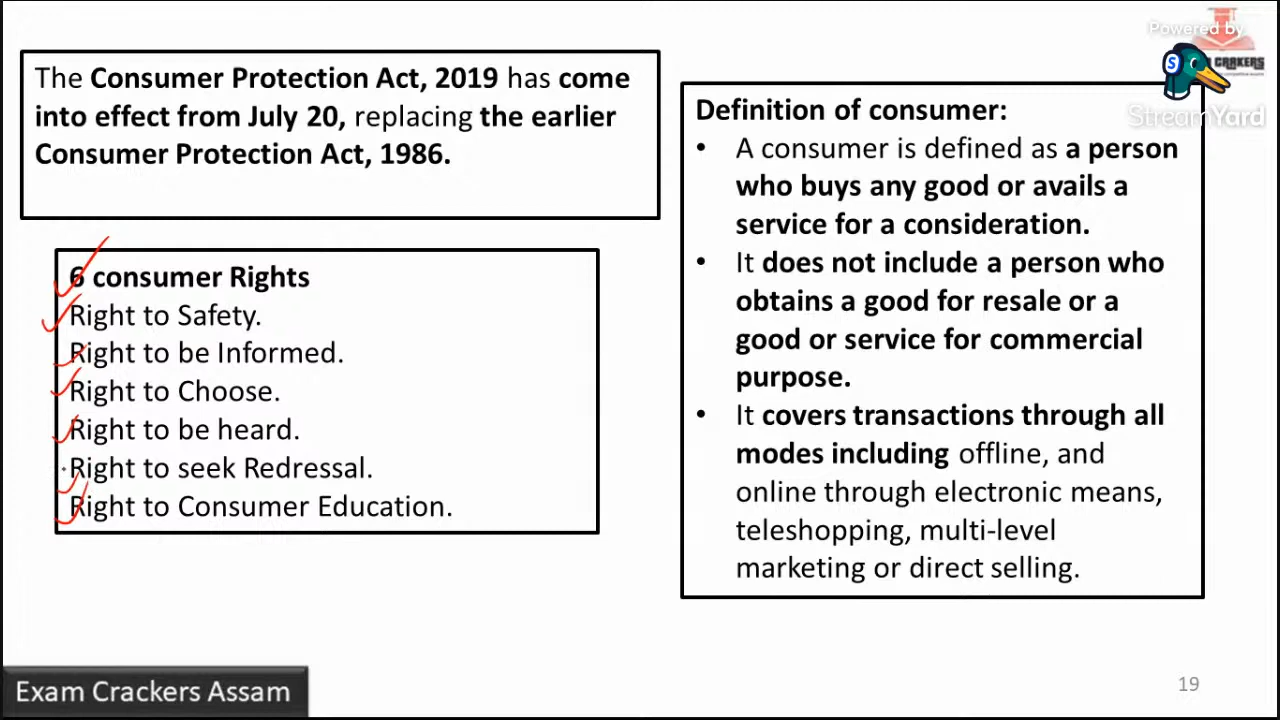 The Consumer Protection Act, 2019 has come
into effect from July 20, replacing the earlier
Consumer Protection Act, 1986.
6 consumer Rights
Right to Safety.
Right to be Informed.
Right to Choose.
Right to be heard.
Right to seek Redressal.
Right to Consumer Education.
Powered by
S
CRAKERS
StreamYard
Definition of consumer:
• A consumer is defined as a person
who buys any good or avails a
service for a consideration.
• It does not include a person who
obtains a good for resale or a
good or service for commercial
purpose.
• It covers transactions through all
modes including offline, and
online through electronic means,
teleshopping, multi-level
marketing or direct selling.
Exam Crackers Assam
19